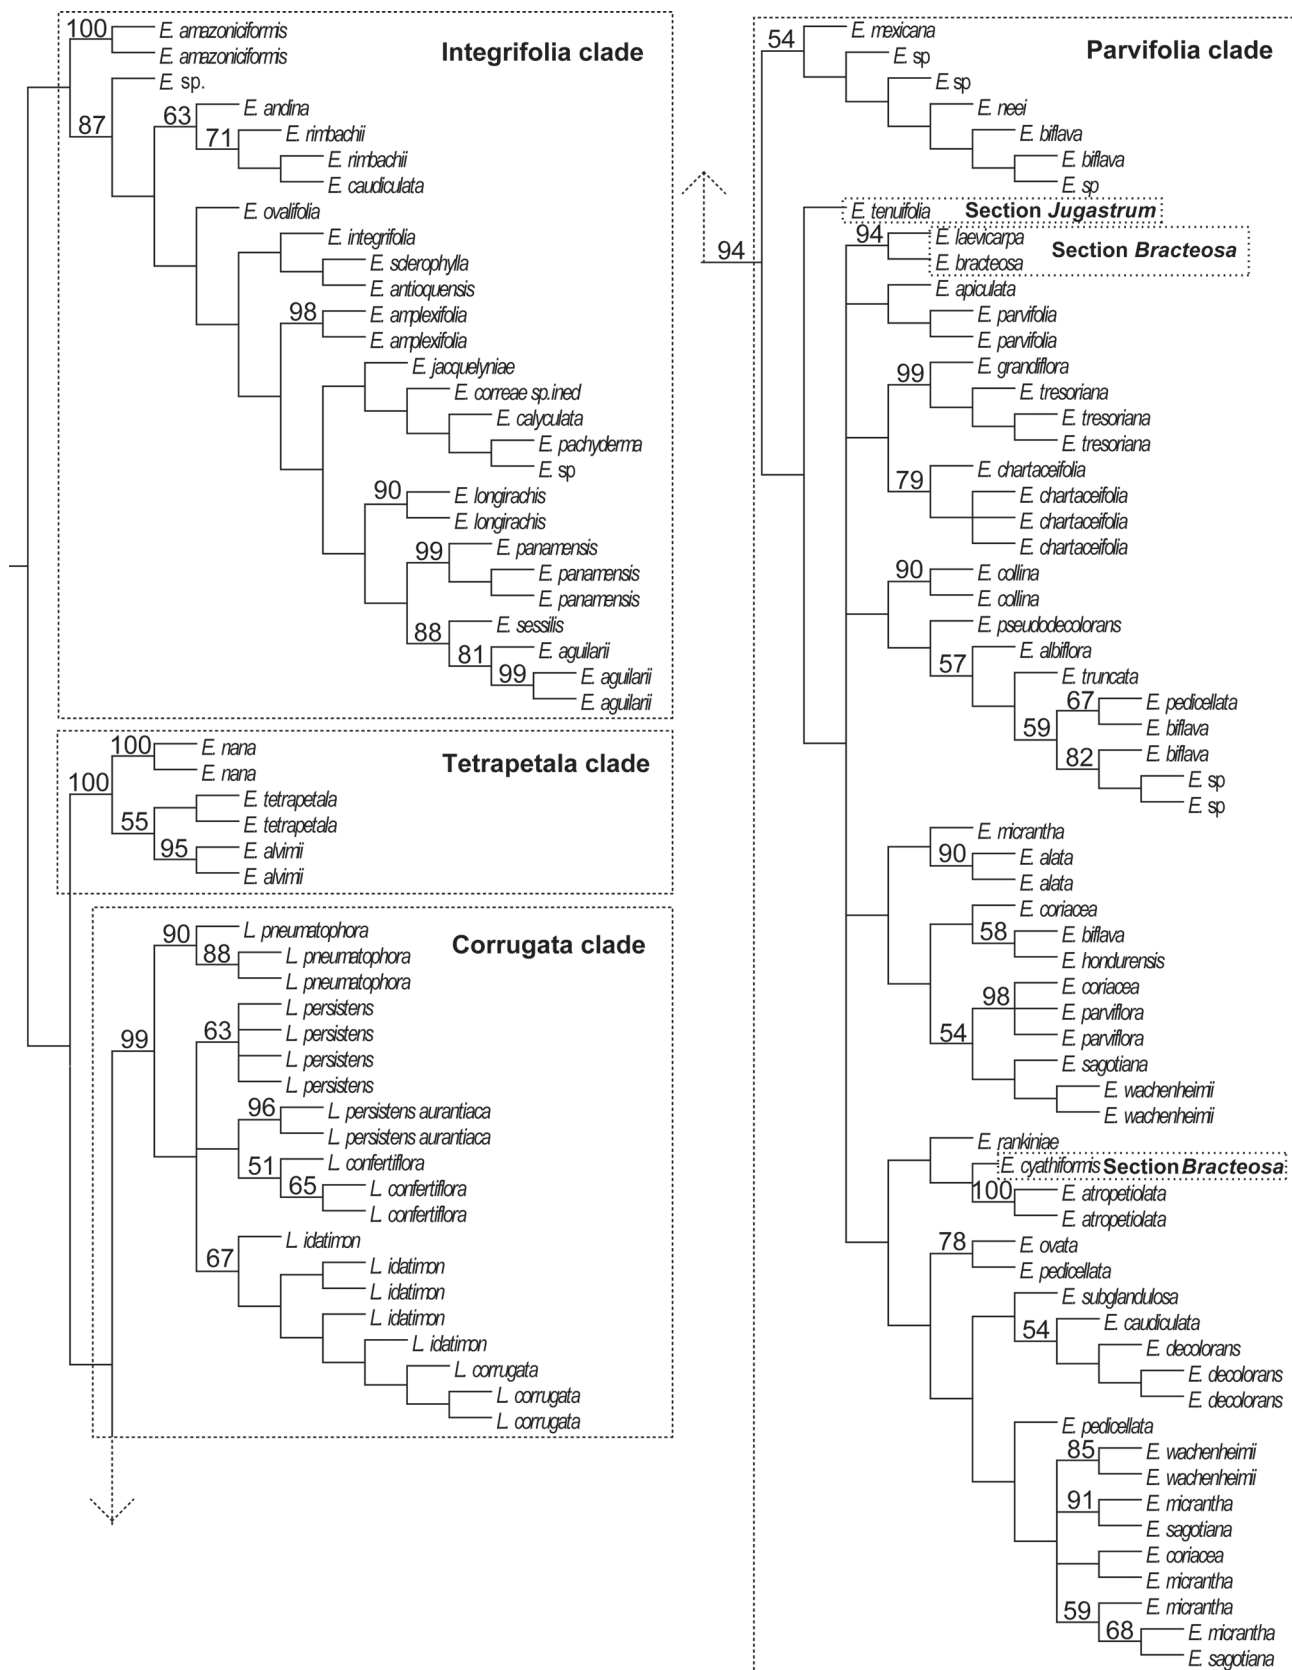 100
E. amazoniciformis
E. amazoniciformis
Integrifolia clade
E. sp.
87
63
E. andina
71
E. rimbachii
E. rimbachii
E. caudiculata
E. ovalifolia
E. integrifolia
E. sclerophylla
E. antioquensis
98
E. amplexifolia
E. amplexifolia
E. jacquelyniae
E. correae sp.ined
E. calyculata
E. pachyderma
E. sp
90
E. longirachis
E. longirachis
99
E. panamensis
E. panamensis
E. panamensis
88
E. sessilis
81
E. aguilarii
99
E. aguilarii
E. aguilarii
100
100
E. nana
E. nana
Tetrapetala clade
55
E. tetrapetala
E. tetrapetala
95
E. alvimii
E. alvimii
99
90
L. pneumatophora
Corrugata clade
88
L. pneumatophora
L. pneumatophora
63
L. persistens
L. persistens
L. persistens
L. persistens
96
L. persistens aurantiaca
L. persistens aurantiaca
51
L. confertiflora
65
L. confertiflora
L. confertiflora
67
L. idatimon
L. idatimon
L. idatimon
L. idatimon
L. idatimon
L. corrugata
L. corrugata
L. corrugata
94
54
E. mexicana
Parvifolia clade
E. sp
E. sp
E. neei
E. biflava
E. biflava
E. sp
E. tenuifolia Section Jugastrum
94
E. laevicarpa
Section Bracteosa
E. bracteosa
E. apiculata
E. parvifolia
E. parvifolia
99
E. grandiflora
E. tresoriana
E. tresoriana
E. tresoriana
79
E. chartaceifolia
E. chartaceifolia
E. chartaceifolia
E. chartaceifolia
90
E. collina
E. collina
E. pseudodecolorans
57
E. albiflora
E. truncata
59
67
E. pedicellata
E. biflava
82
E. biflava
E. sp
E. sp
E. micrantha
90
E. alata
E. alata
E. coriacea
58
E. biflava
E. hondurensis
54
98
E. coriacea
E. parviflora
E. parviflora
E. sagotiana
E. wachenheimii
E. wachenheimii
E. rankiniae
E. cyathiformis Section Bracteosa
100
E. atropetiolata
E. atropetiolata
78
E. ovata
E. pedicellata
E. subglandulosa
54
E. caudiculata
E. decolorans
E. decolorans
E. decolorans
E. pedicellata
85
E. wachenheimii
E. wachenheimii
91
E. micrantha
E. sagotiana
E. coriacea
E. micrantha
59
E. micrantha
68
E. micrantha
E. sagotiana